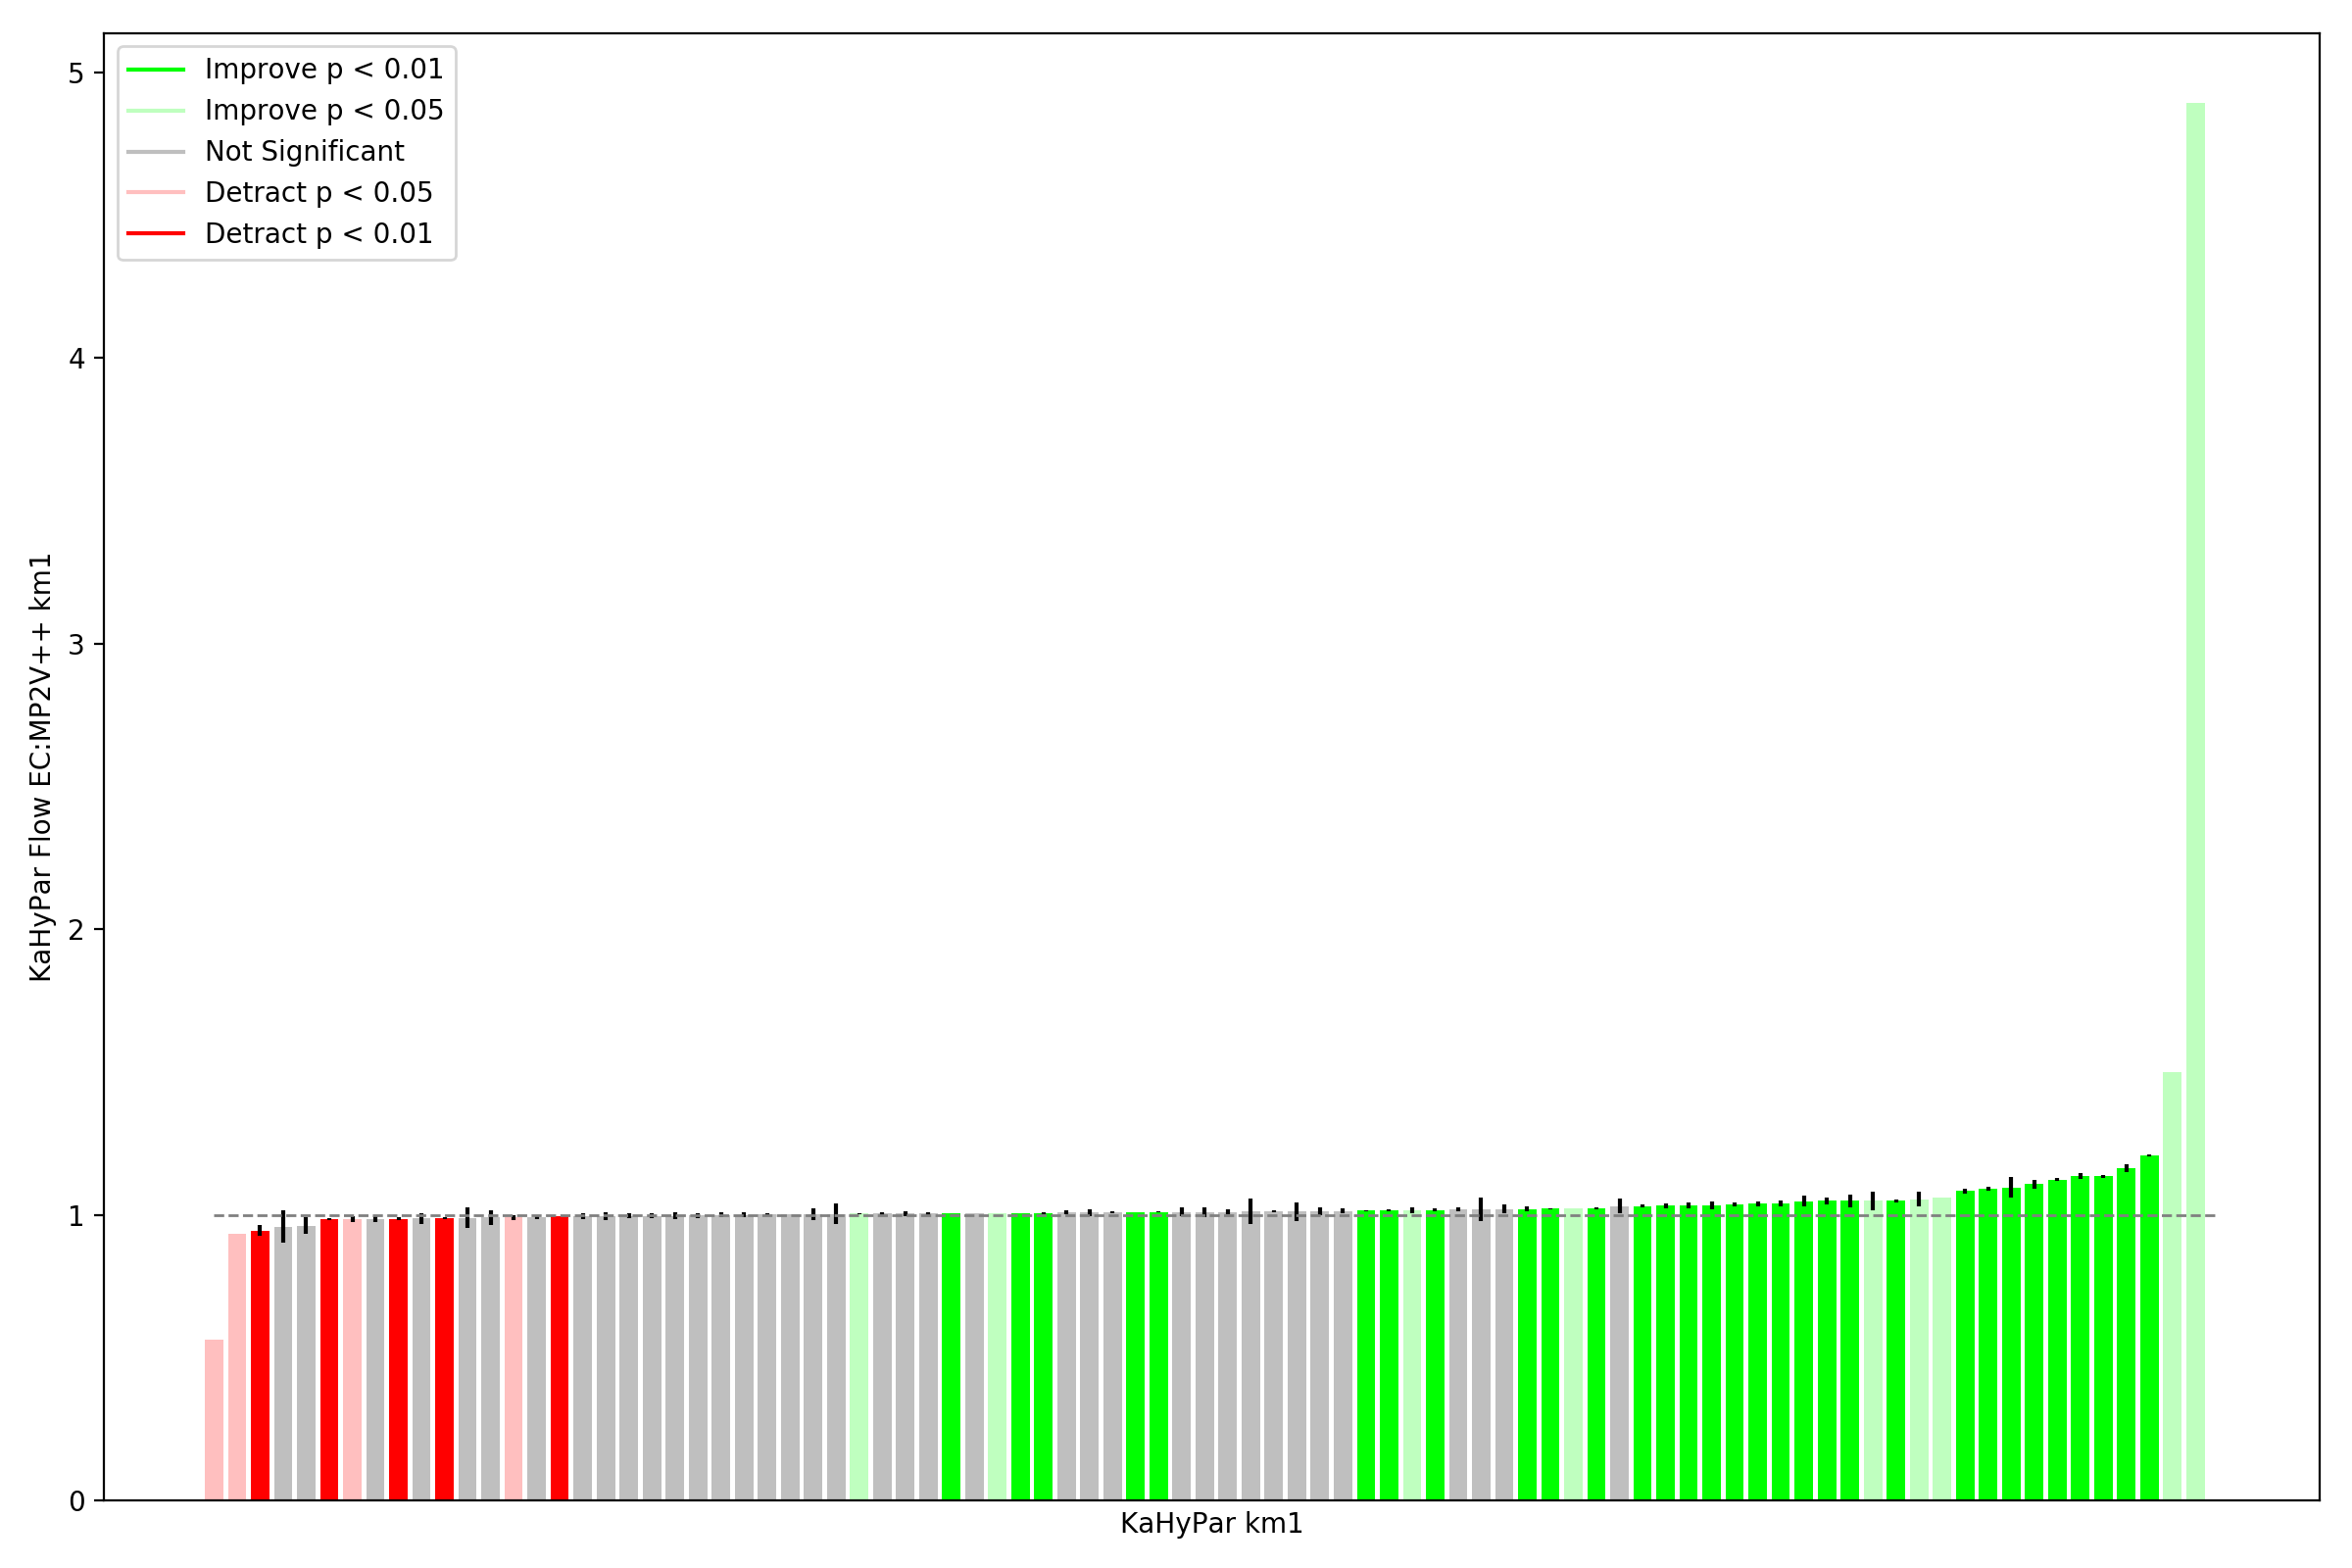 Improve p < 0.01
Improve p < 0.05
Not Significant
Detract p < 0.05
Detract p < 0.01
5
4
3
2
1
0
KaHyPar Flow EC:MP2V++ km1
KaHyPar km1